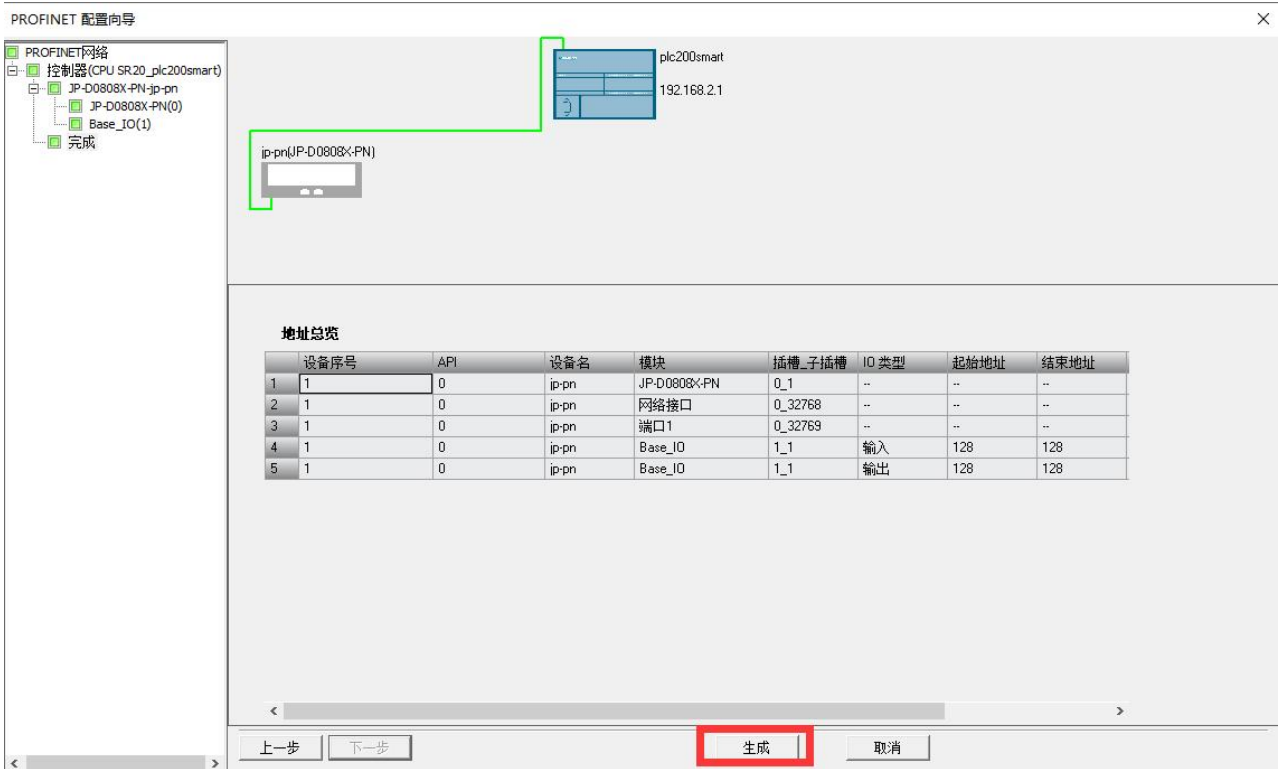 PROFINET 配置向导
PROFINET网络
控制器(CPU SR20_plc200smart)
JP-D0808X-PN-jp-pn
JP-D0808X-PN(0)
Base_IO(1)
完成
plc200smart
192.168.2.1
jp-pn(JP-D0808X-PN)
地址总览
设备序号 API 设备名 模块 插槽_子插槽 IO 类型 起始地址 结束地址
1 1 0 jp-pn JP-D0808X-PN 0_1 -- -- --
2 1 0 jp-pn 网络接口 0_32768 -- -- --
3 1 0 jp-pn 端口1 0_32769 -- -- --
4 1 0 jp-pn Base_IO 1_1 输入 128 128
5 1 0 jp-pn Base_IO 1_1 输出 128 128
上一步 下一步 生成 取消